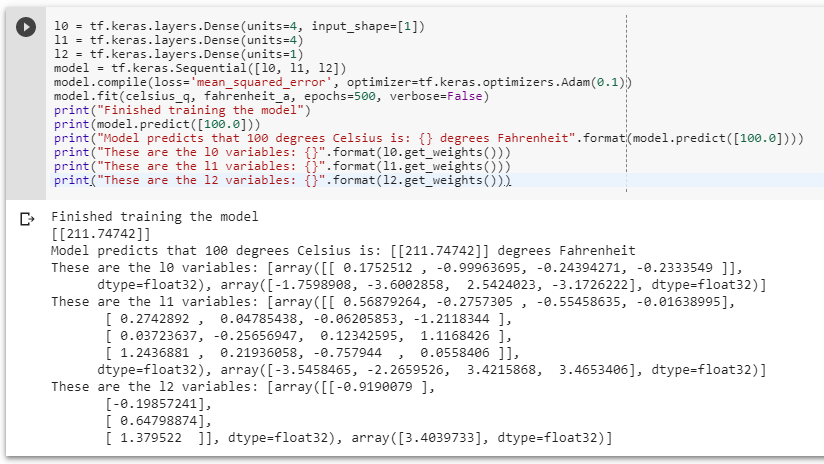 l0 = tf.keras.layers.Dense(units=4, input_shape=[1])
l1 = tf.keras.layers.Dense(units=4)
l2 = tf.keras.layers.Dense(units=1)
model = tf.keras.Sequential([l0, l1, l2])
model.compile(loss='mean_squared_error', optimizer=tf.keras.optimizers.Adam(0.1))
model.fit(celsius_q, fahrenheit_a, epochs=500, verbose=False)
print("Finished training the model")
print(model.predict([100.0]))
print("Model predicts that 100 degrees Celsius is: {} degrees Fahrenheit".format(model.predict([100.0])))
print("These are the l0 variables: {}".format(l0.get_weights()))
print("These are the l1 variables: {}".format(l1.get_weights()))
print("These are the l2 variables: {}".format(l2.get_weights()))
Finished training the model
[[211.74742]]
Model predicts that 100 degrees Celsius is: [[211.74742]] degrees Fahrenheit
These are the l0 variables: [array([[ 0.1752512 , -0.99963695, -0.24394271, -0.2333549 ]],
      dtype=float32), array([-1.7598908, -3.6002858,  2.5424023, -3.1726222], dtype=float32)]
These are the l1 variables: [array([[ 0.56879264, -0.2757305 , -0.55458635, -0.01638995],
       [ 0.2742892 ,  0.04785438, -0.06205853, -1.2118344 ],
       [ 0.03723637, -0.25656947,  0.12342595,  1.1168426 ],
       [ 1.2436881 ,  0.21936058, -0.757944  ,  0.0558406 ]],
      dtype=float32), array([-3.5458465, -2.2659526,  3.4215868,  3.4653406], dtype=float32)]
These are the l2 variables: [array([[-0.9190079 ],
       [-0.19857241],
       [ 0.64798874],
       [ 1.379522  ]], dtype=float32), array([3.4039733], dtype=float32)]